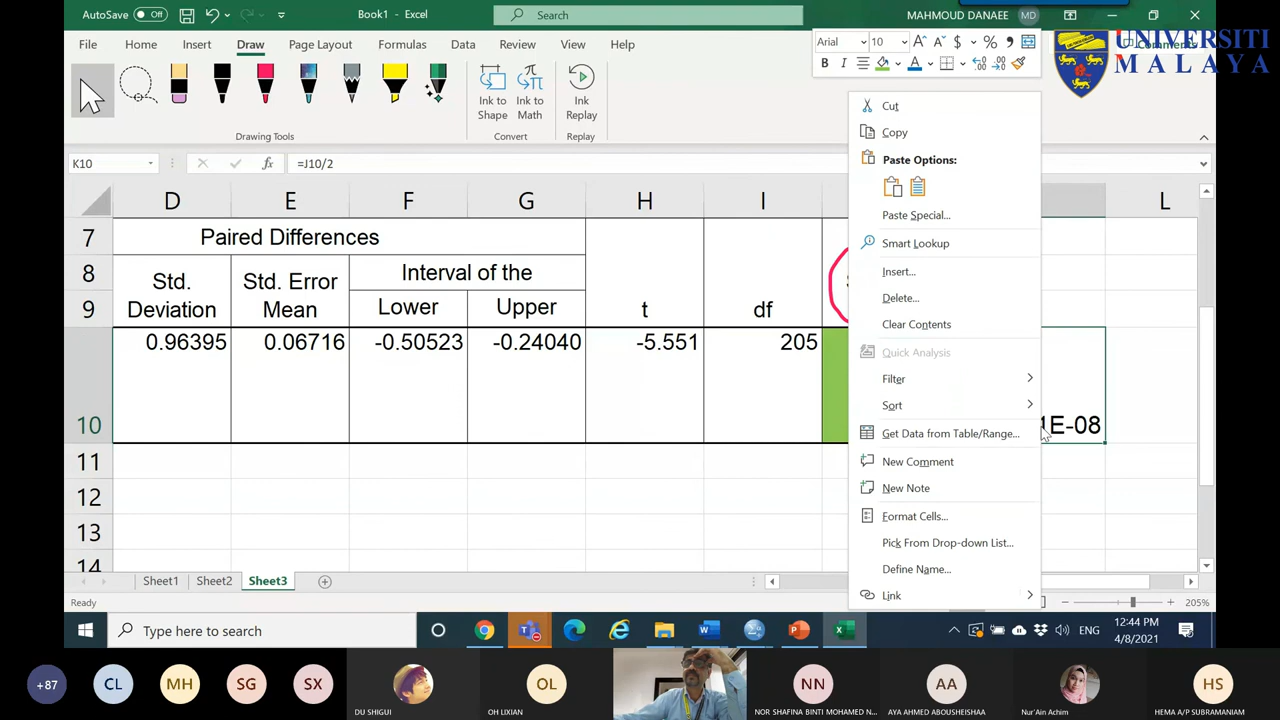 AutoSave Off Book1 - Excel Search MAHMOUD DANAEE MD
File Home Insert Draw Page Layout Formulas Data Review View Help Comments
Arial 10
UNIVERSITI
MALAYA
Ink to Shape
Ink to Math
Ink Replay
Drawing Tools Convert Replay
K10 fx =J10/2
D E F G H I L
7 Paired Differences
8 Std. Deviation Std. Error Mean Interval of the
9 Lower Upper t df
10 0.96395 0.06716 -0.50523 -0.24040 -5.551 205 1E-08
11
12
13
14
Cut
Copy
Paste Options:
Paste Special...
Smart Lookup
Insert...
Delete...
Clear Contents
Quick Analysis
Filter
Sort
Get Data from Table/Range...
New Comment
New Note
Format Cells...
Pick From Drop-down List...
Define Name...
Link
Sheet1 Sheet2 Sheet3
Ready 205%
Type here to search ENG 12:44 PM
4/8/2021
+87 CL MH SG SX OL NN AA HS
DU SHIGUI OH LIXIAN NOR SHAFINA BINTI MOHAMED N... AYA AHMED ABOUSHEISHAA Nur'Ain Achim HEMA A/P SUBRAMANIAM